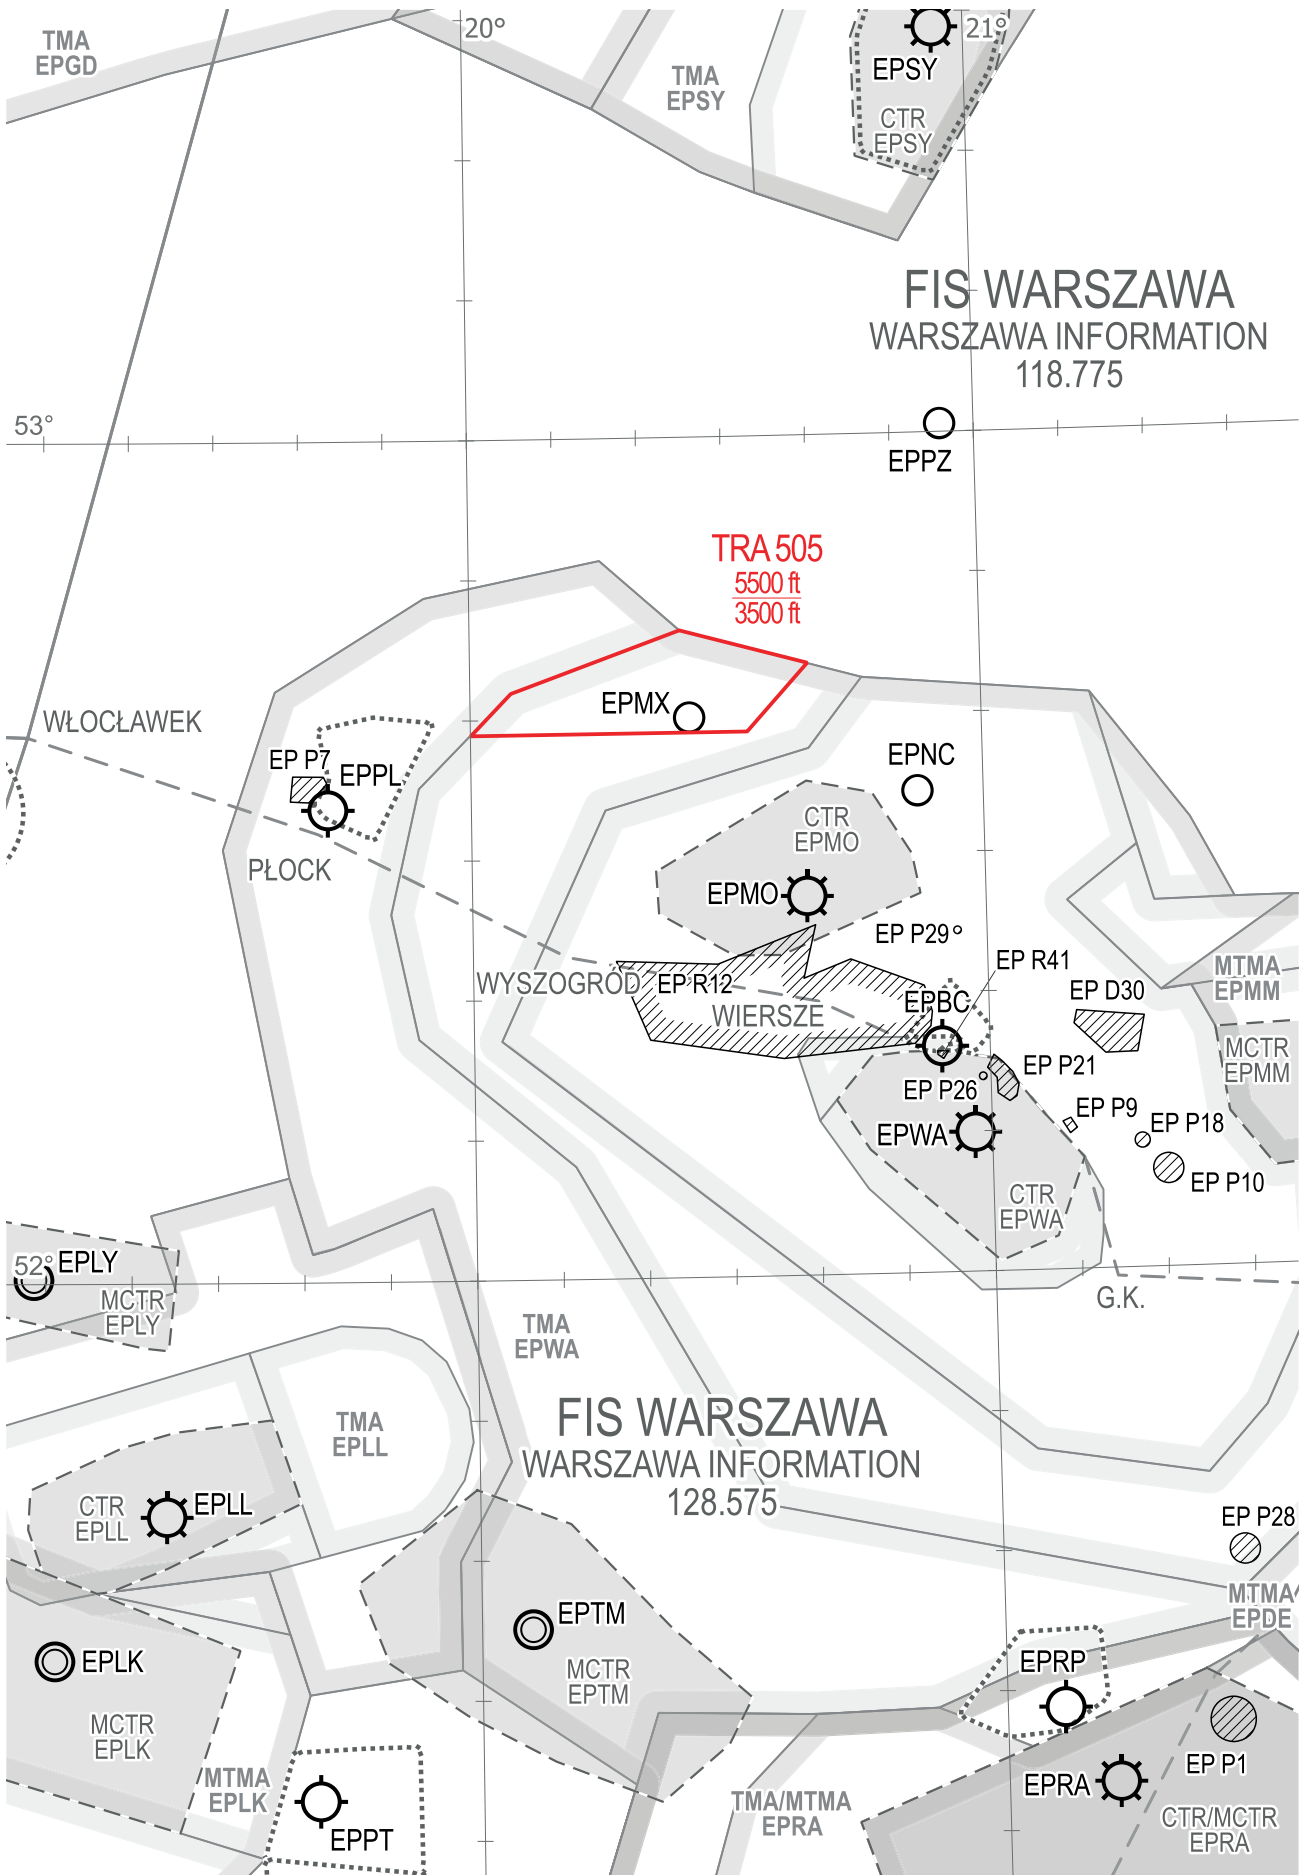 20°
21°
TMA
EPGD
TMA
EPSY
EPSY
CTR
EPSY
FIS WARSZAWA
WARSZAWA INFORMATION
118.775
53°
EPPZ
TRA 505
5500 ft
3500 ft
EPMX
WŁOCŁAWEK
EP P7
EPPL
EPNC
CTR
EPMO
PŁOCK
EPMO
EP P29
EP R41
WYSZOGRÓD
EP R12
WIERSZE
EPBC
EP D30
MTMA
EPMM
MCTR
EPMM
EP P21
EP P26
EP P9
EP P18
EPWA
EP P10
CTR
EPWA
52°
EPLY
MCTR
EPLY
G.K.
TMA
EPWA
FIS WARSZAWA
WARSZAWA INFORMATION
128.575
TMA
EPLL
CTR
EPLL
EPLL
EP P28
MTMA
EPDE
EPTM
MCTR
EPTM
EPLK
MCTR
EPLK
EPRP
MTMA
EPLK
EPPT
TMA/MTMA
EPRA
EPRA
EP P1
CTR/MCTR
EPRA